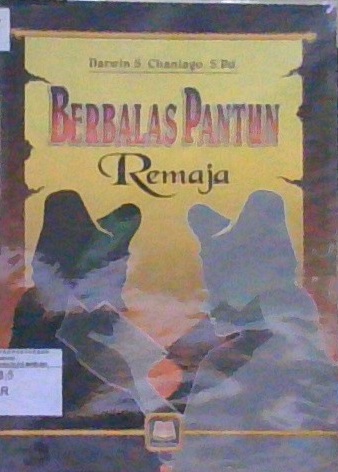 Darwin S. Chaniago, S.Pd
BERBALAS PANTUN
Remaja